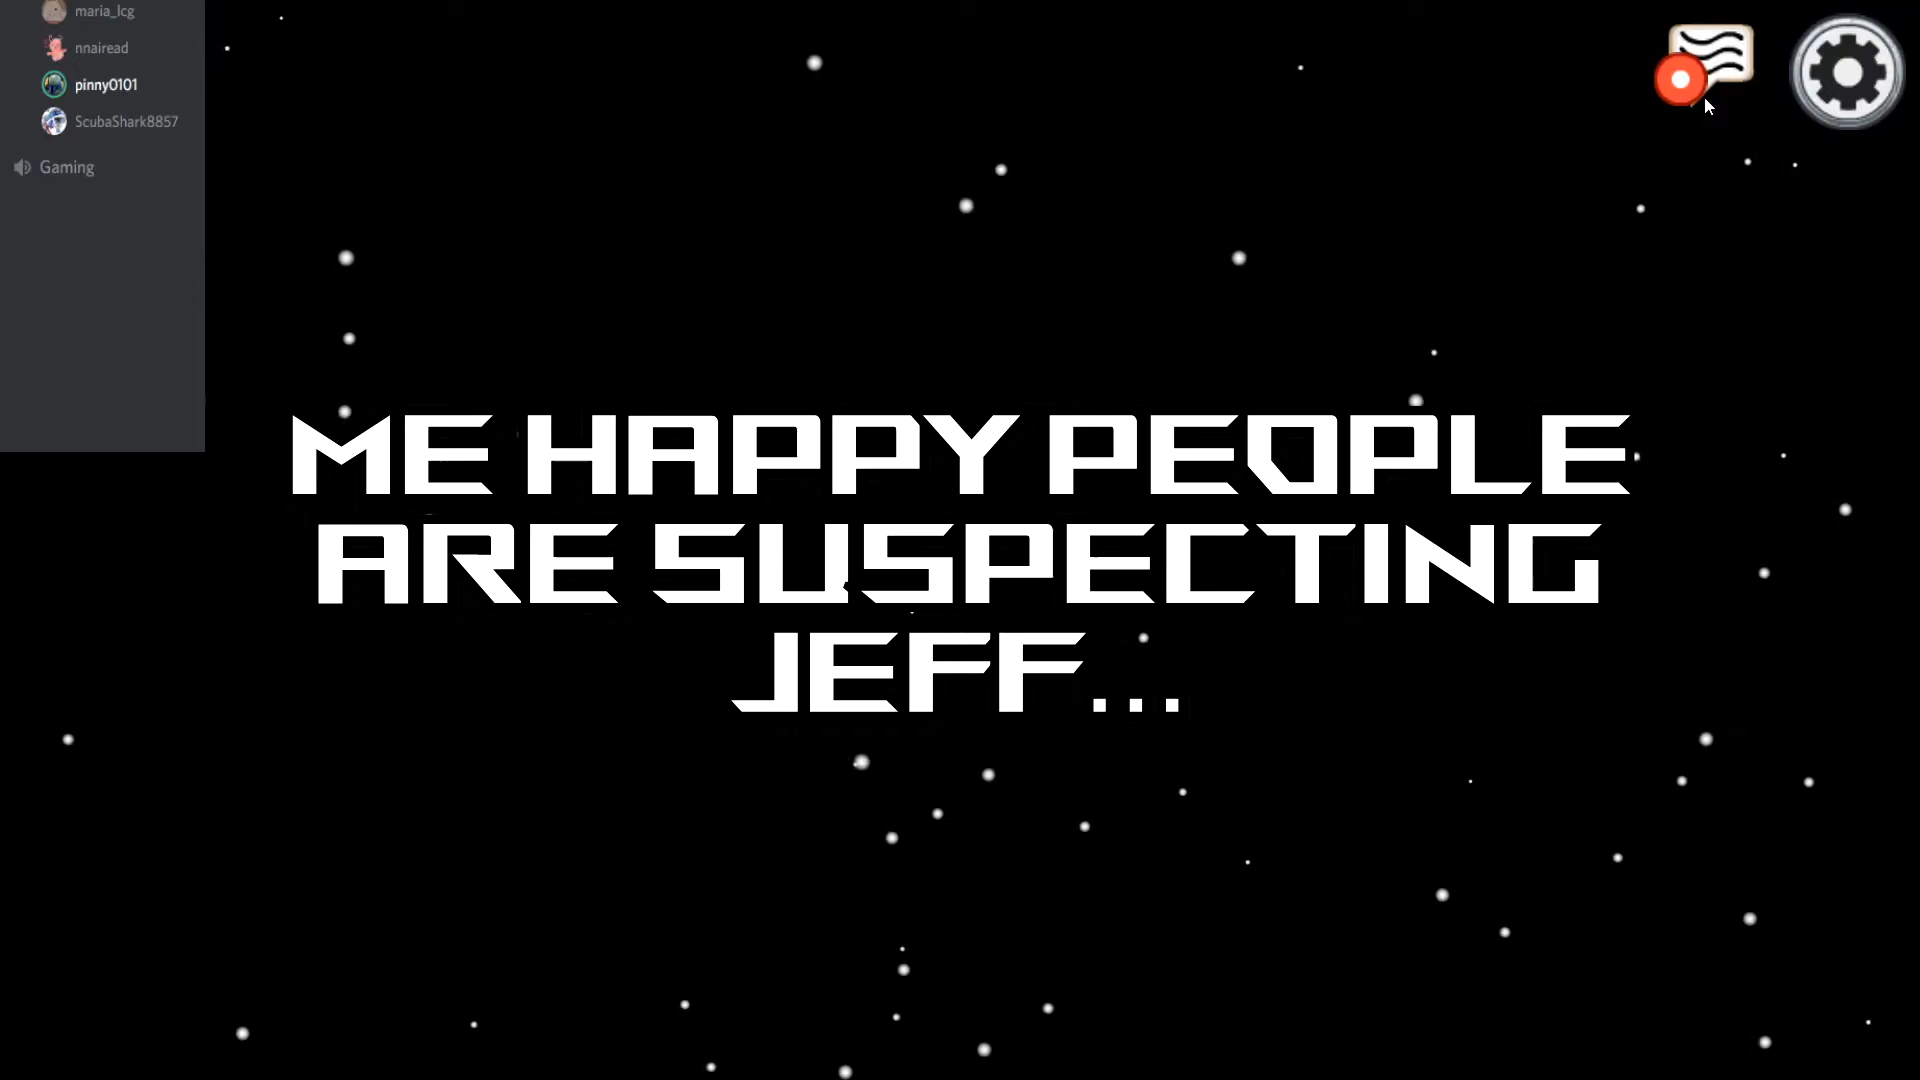 maria_lcg
nnairead
pinny0101
ScubaShark8857
Gaming
ME HAPPY PEOPLE
ARE SUSPECTING
JEFF...